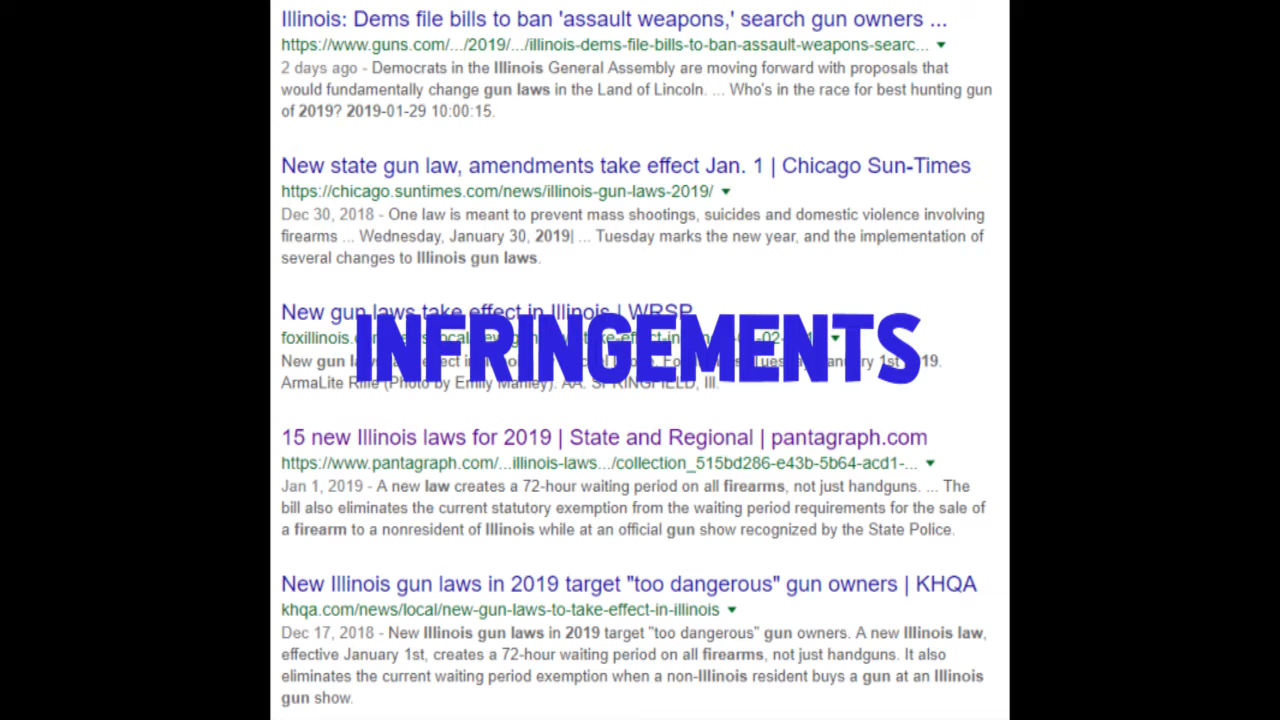 Illinois: Dems file bills to ban 'assault weapons,' search gun owners ...
https://www.guns.com/.../2019/.../illinois-dems-file-bills-to-ban-assault-weapons-searc...
2 days ago - Democrats in the Illinois General Assembly are moving forward with proposals that
would fundamentally change gun laws in the Land of Lincoln. ... Who's in the race for best hunting gun
of 2019? 2019-01-29 10:00:15.
New state gun law, amendments take effect Jan. 1 | Chicago Sun-Times
https://chicago.suntimes.com/news/illinois-gun-laws-2019/
Dec 30, 2018 - One law is meant to prevent mass shootings, suicides and domestic violence involving
firearms ... Wednesday, January 30, 2019| ... Tuesday marks the new year, and the implementation of
several changes to Illinois gun laws.
New gun laws take effect in Illinois | WRSP
foxillinois.
INFRINGEMENTS
New gun 1st 2019.
ArmaLite Rifle (Photo by Emily Manley). AA. SPRINGFIELD, Ill.
15 new Illinois laws for 2019 | State and Regional | pantagraph.com
https://www.pantagraph.com/...illinois-laws.../collection_515bd286-e43b-5b64-acd1-...
Jan 1, 2019 - A new law creates a 72-hour waiting period on all firearms, not just handguns. ... The
bill also eliminates the current statutory exemption from the waiting period requirements for the sale of
a firearm to a nonresident of Illinois while at an official gun show recognized by the State Police.
New Illinois gun laws in 2019 target "too dangerous" gun owners | KHQA
khqa.com/news/local/new-gun-laws-to-take-effect-in-illinois
Dec 17, 2018 - New Illinois gun laws in 2019 target "too dangerous" gun owners. A new Illinois law,
effective January 1st, creates a 72-hour waiting period on all firearms, not just handguns. It also
eliminates the current waiting period exemption when a non-Illinois resident buys a gun at an Illinois
gun show.